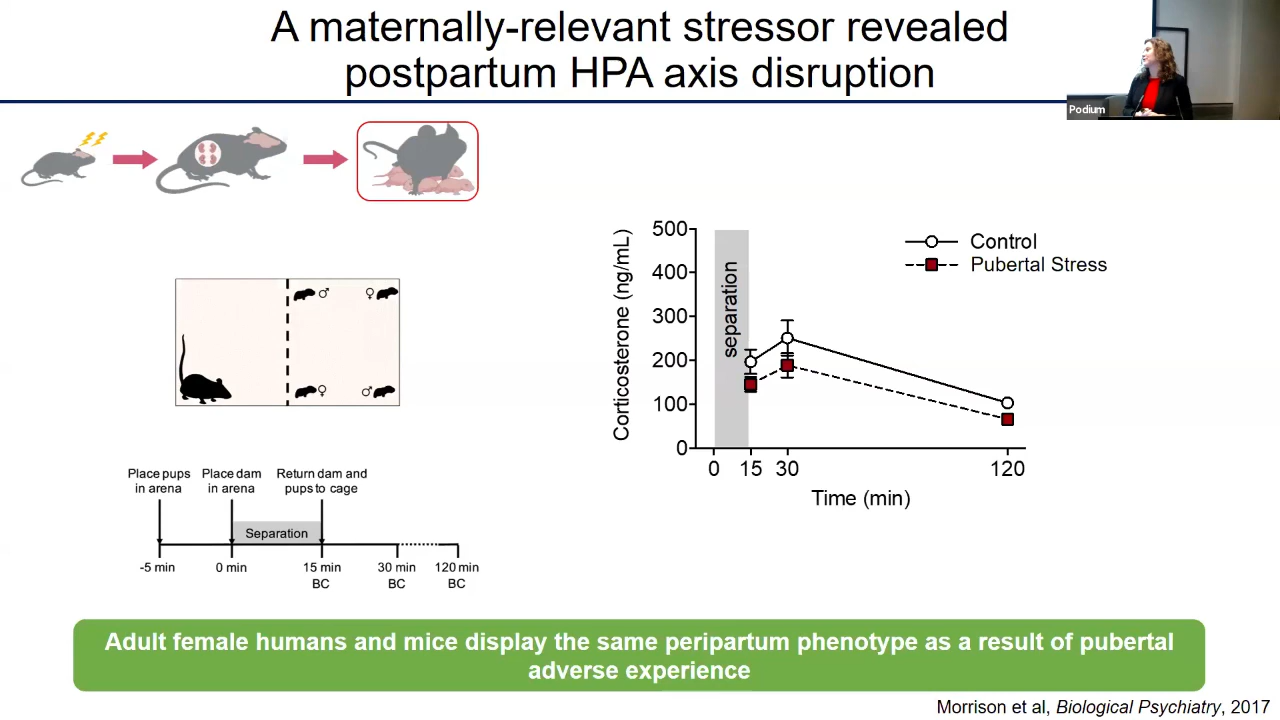 A maternally-relevant stressor revealed
postpartum HPA axis disruption
Podium
500
400
300
200
100
0
Corticosterone (ng/mL)
separation
Control
Pubertal Stress
0 15 30 120
Time (min)
♂ ♀
♀ ♂
Place pups
in arena
Place dam
in arena
Return dam and
pups to cage
Separation
-5 min 0 min 15 min 30 min 120 min
BC BC BC
Adult female humans and mice display the same peripartum phenotype as a result of pubertal
adverse experience
Morrison et al, Biological Psychiatry, 2017